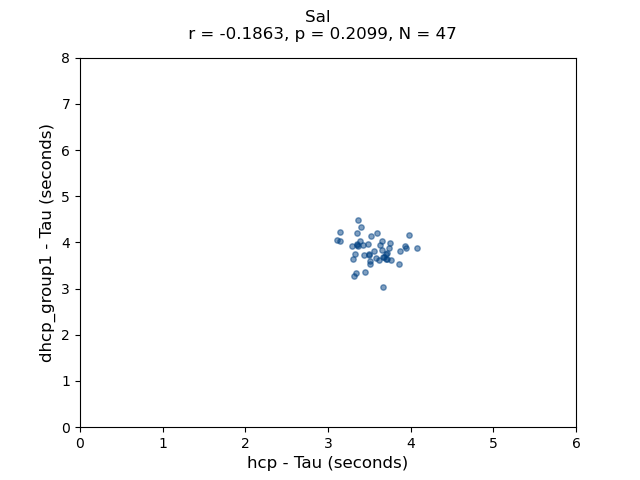 Sal
r = -0.1863, p = 0.2099, N = 47
8
7
6
5
4
3
2
1
0
dhcp_group1 - Tau (seconds)
0 1 2 3 4 5 6
hcp - Tau (seconds)